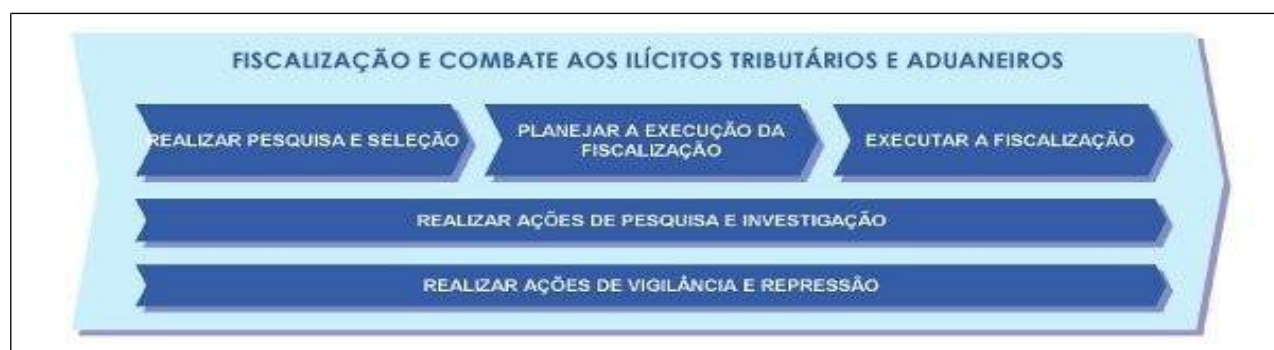 FISCALIZAÇÃO E COMBATE AOS ILÍCITOS TRIBUTÁRIOS E ADUANEIROS
REALIZAR PESQUISA E SELEÇÃO
PLANEJAR A EXECUÇÃO DA
FISCALIZAÇÃO
EXECUTAR A FISCALIZAÇÃO
REALIZAR AÇÕES DE PESQUISA E INVESTIGAÇÃO
REALIZAR AÇÕES DE VIGILÂNCIA E REPRESSÃO